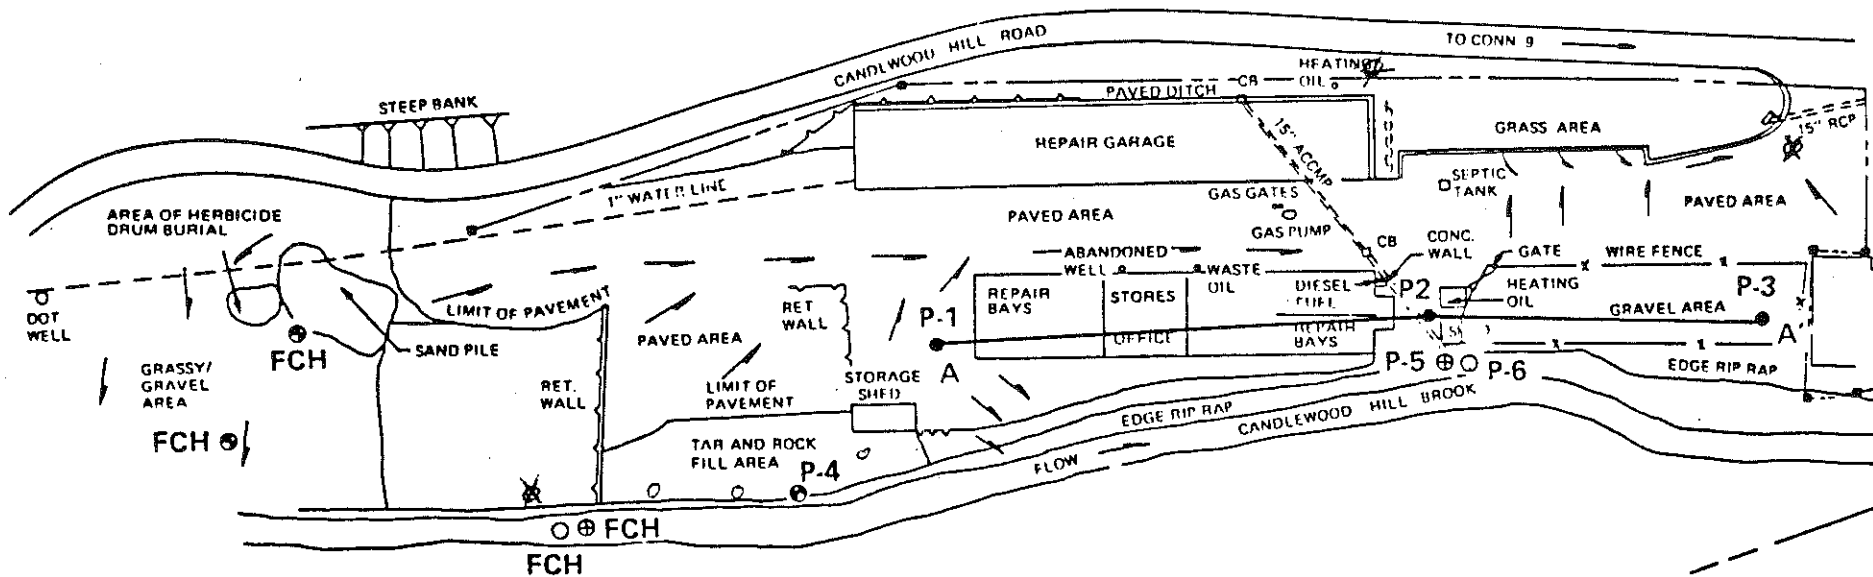 CANDLWOOD HILL ROAD
TO CONN 9
STEEP BANK
HEATING
OIL
CB
PAVED DITCH
15" ACCMP
REPAIR GARAGE
GRASS AREA
15" RCP
1" WATER LINE
SEPTIC
TANK
GAS GATES
PAVED AREA
GAS PUMP
PAVED AREA
AREA OF HERBICIDE
DRUM BURIAL
CB
CONC.
WALL
GATE
WIRE FENCE
ABANDONED
WELL
WASTE
OIL
DOT
WELL
LIMIT OF PAVEMENT
RET
WALL
REPAIR
BAYS
STORES
OFFICE
DIESEL
FUEL
REPAIR
BAYS
P2
HEATING
OIL
P-3
GRAVEL AREA
P-1
A
A'
FCH
SAND PILE
PAVED AREA
GRASSY/
GRAVEL
AREA
RET.
WALL
LIMIT OF
PAVEMENT
STORAGE
SHED
P-5
P-6
EDGE RIP RAP
EDGE RIP RAP
CANDLEWOOD HILL BROOK
FLOW
FCH
TAR AND ROCK
FILL AREA
P-4
FCH
FCH